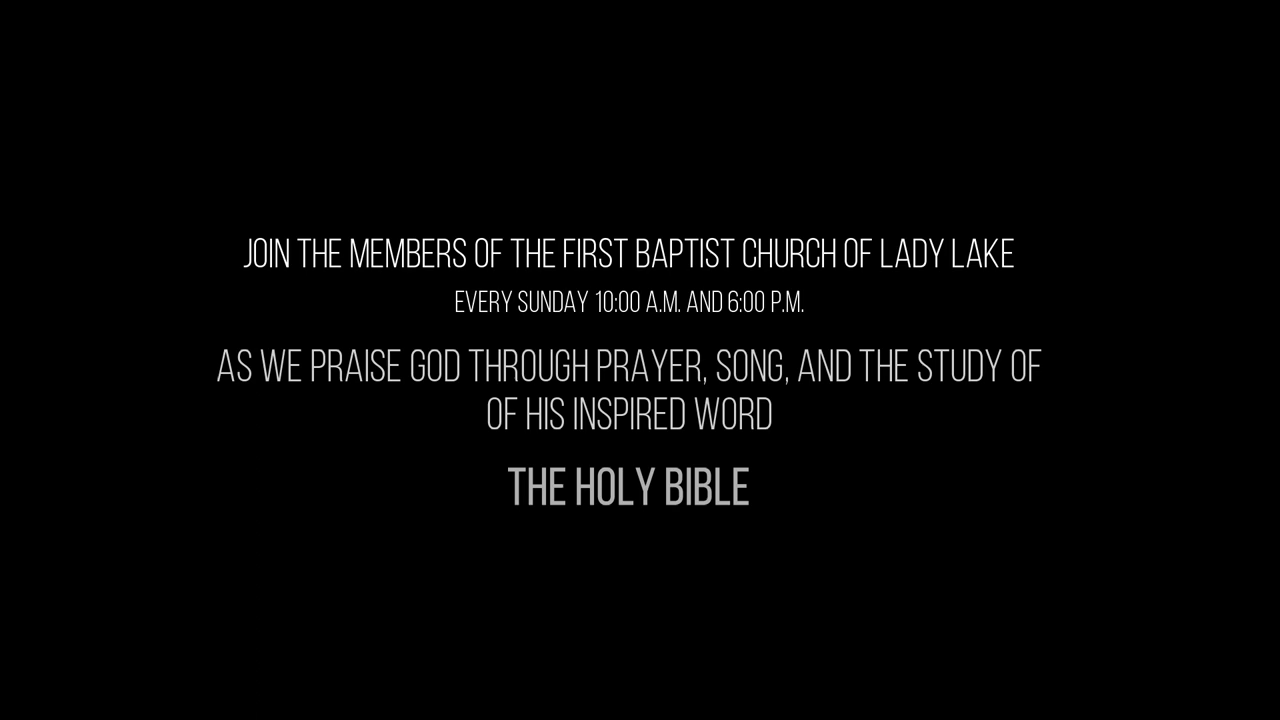 JOIN THE MEMBERS OF THE FIRST BAPTIST CHURCH OF LADY LAKE
EVERY SUNDAY 10:00 A.M. AND 6:00 P.M.
AS WE PRAISE GOD THROUGH PRAYER, SONG, AND THE STUDY OF
OF HIS INSPIRED WORD
THE HOLY BIBLE